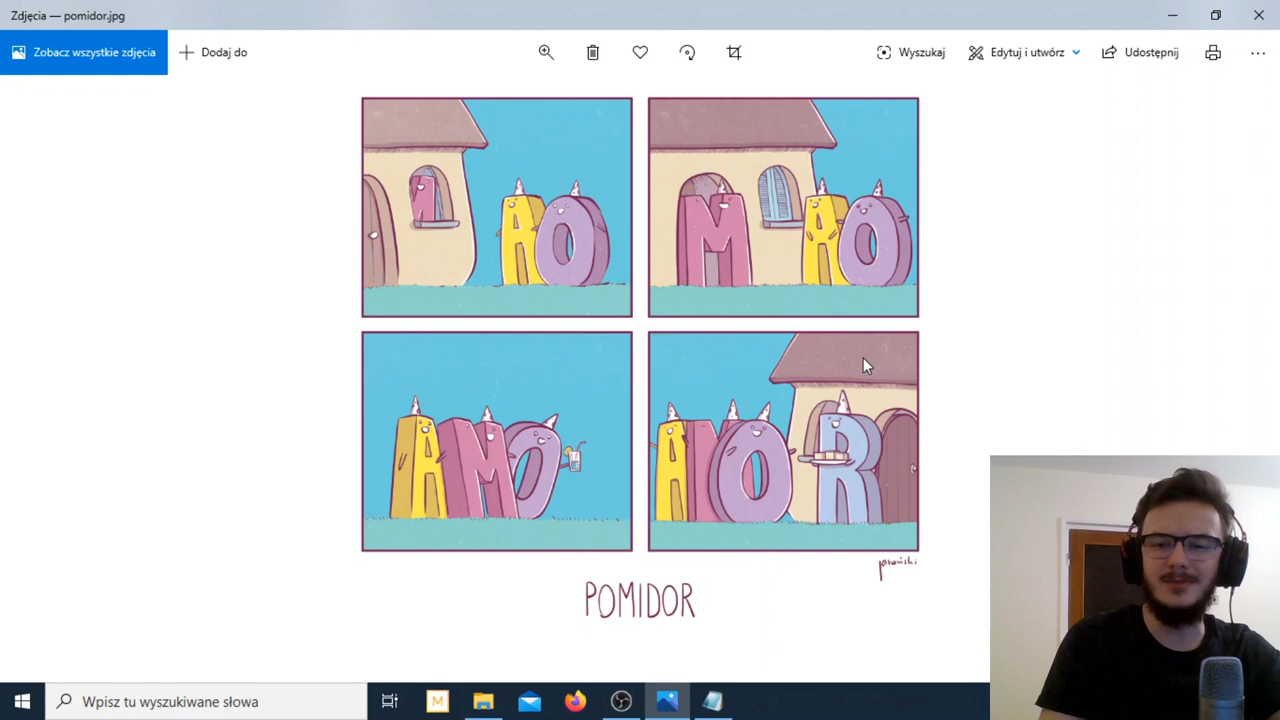 Zdjęcia — pomidor.jpg
Zobacz wszystkie zdjęcia
Dodaj do
Wyszukaj
Edytuj i utwórz
Udostępnij
M A O
M A O
A M O
A M O R
POMIDOR
M
Wpisz tu wyszukiwane słowa